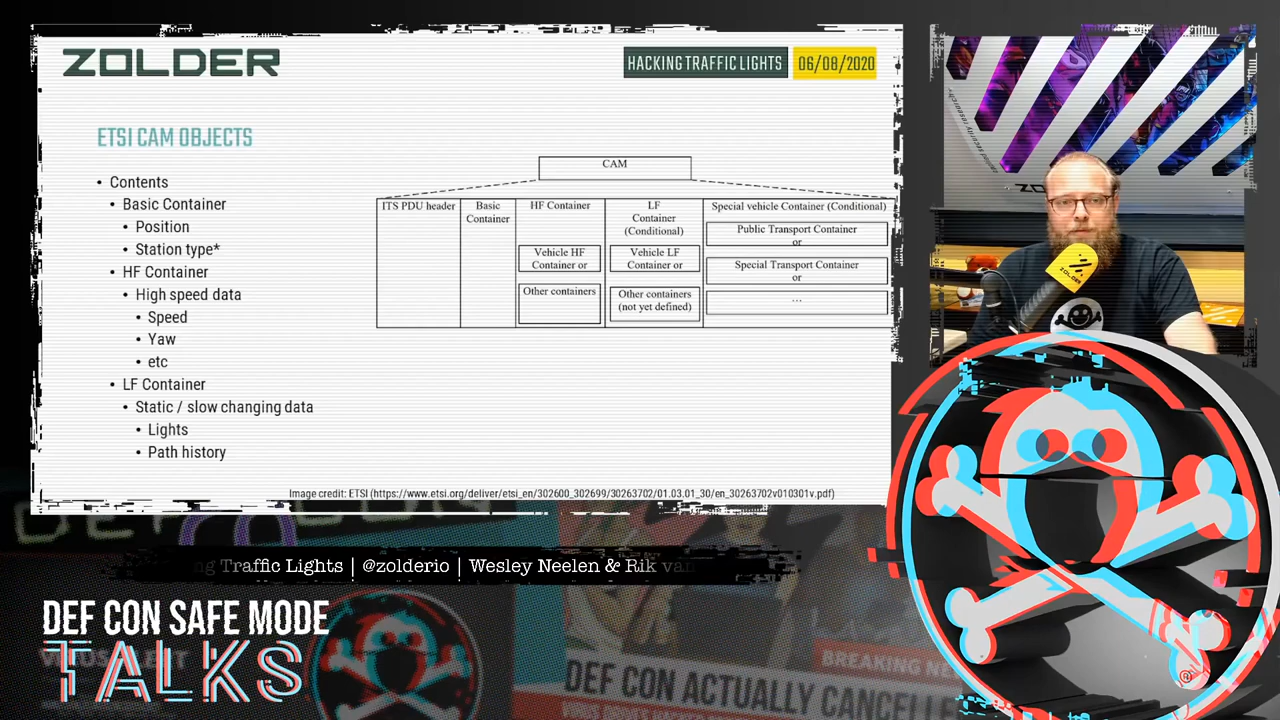 ZOLDER
HACKING TRAFFIC LIGHTS
06/08/2020
ETSI CAM OBJECTS
• Contents
• Basic Container
• Position
• Station type*
• HF Container
• High speed data
• Speed
• Yaw
• etc
• LF Container
• Static / slow changing data
• Lights
• Path history
CAM
ITS PDU header
Basic
Container
HF Container
Vehicle HF
Container or
Other containers
LF
Container
(Conditional)
Vehicle LF
Container or
Other containers
(not yet defined)
Special vehicle Container (Conditional)
Public Transport Container
or
Special Transport Container
or
...
Image credit: ETSI (https://www.etsi.org/deliver/etsi_en/302600_302699/30263702/01.03.01_30/en_30263702v010301v.pdf)
ZOLDER
DEF CON
Traffic Lights | @zolderio | Wesley Neelen & Rik van
DEF CON SAFE MODE
TALKS
BREAKING NE
DEF CON ACTUALLY CANCELLE